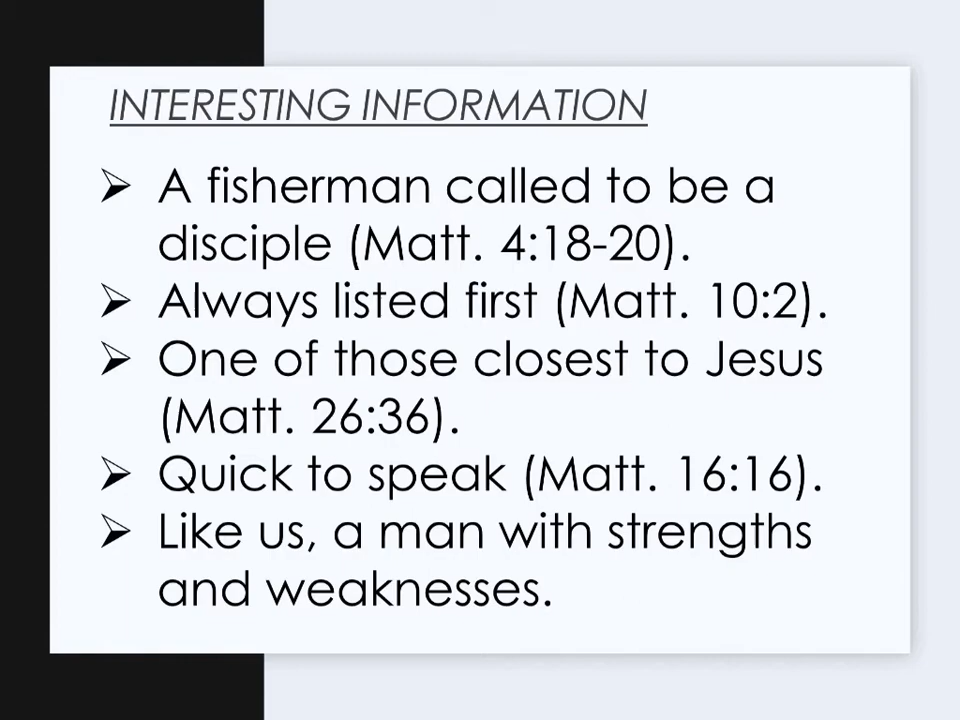 INTERESTING INFORMATION
➢ A fisherman called to be a
disciple (Matt. 4:18-20).
➢ Always listed first (Matt. 10:2).
➢ One of those closest to Jesus
(Matt. 26:36).
➢ Quick to speak (Matt. 16:16).
➢ Like us, a man with strengths
and weaknesses.